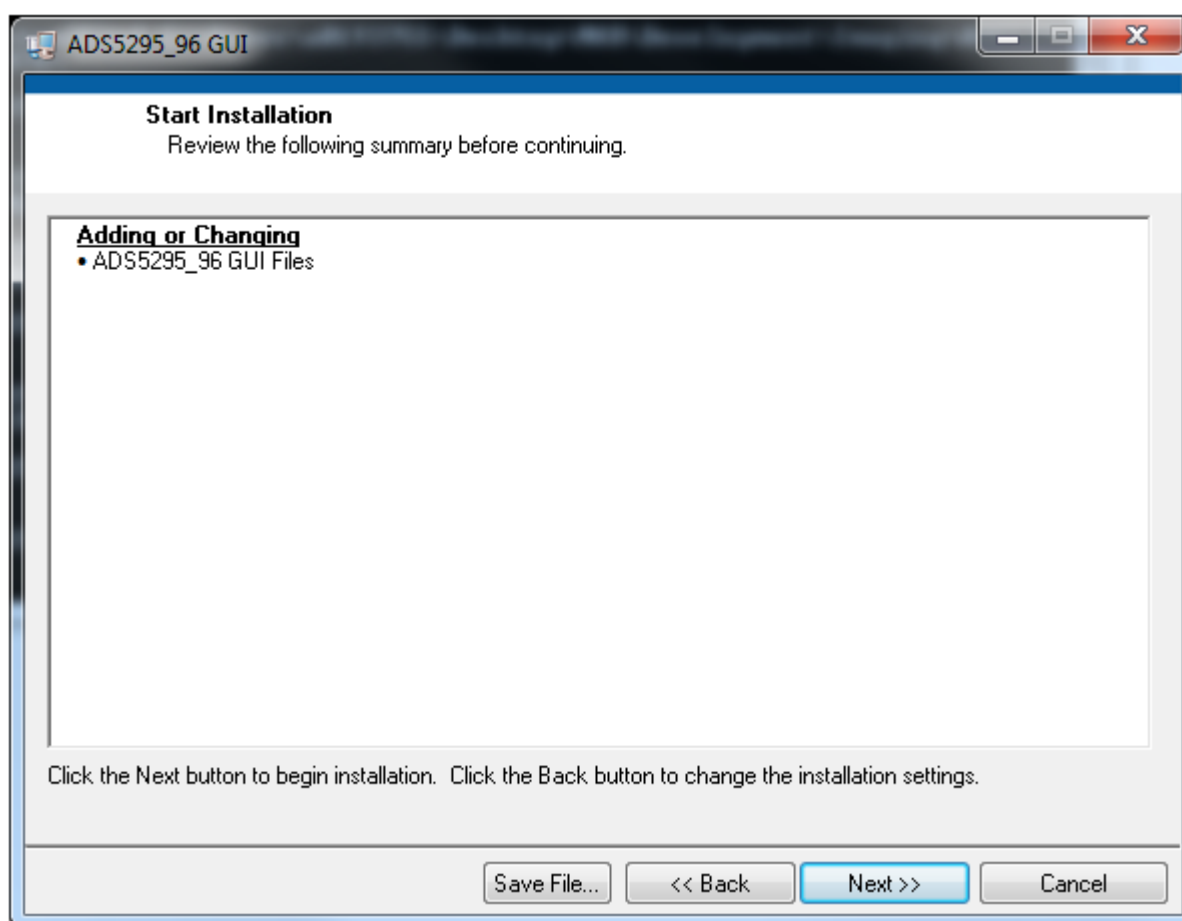 ADS5295_96 GUI
Start Installation
Review the following summary before continuing.
Adding or Changing
• ADS5295_96 GUI Files
Click the Next button to begin installation.  Click the Back button to change the installation settings.
Save File... << Back Next >> Cancel